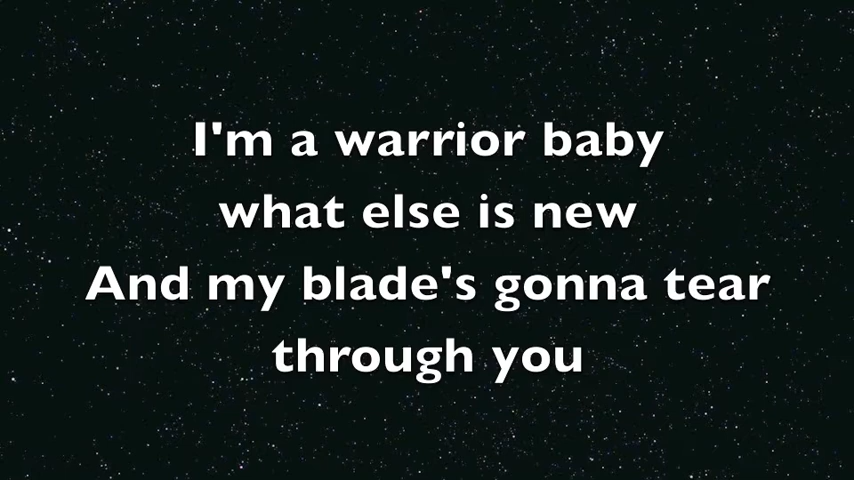 I'm a warrior baby
what else is new
And my blade's gonna tear
through you